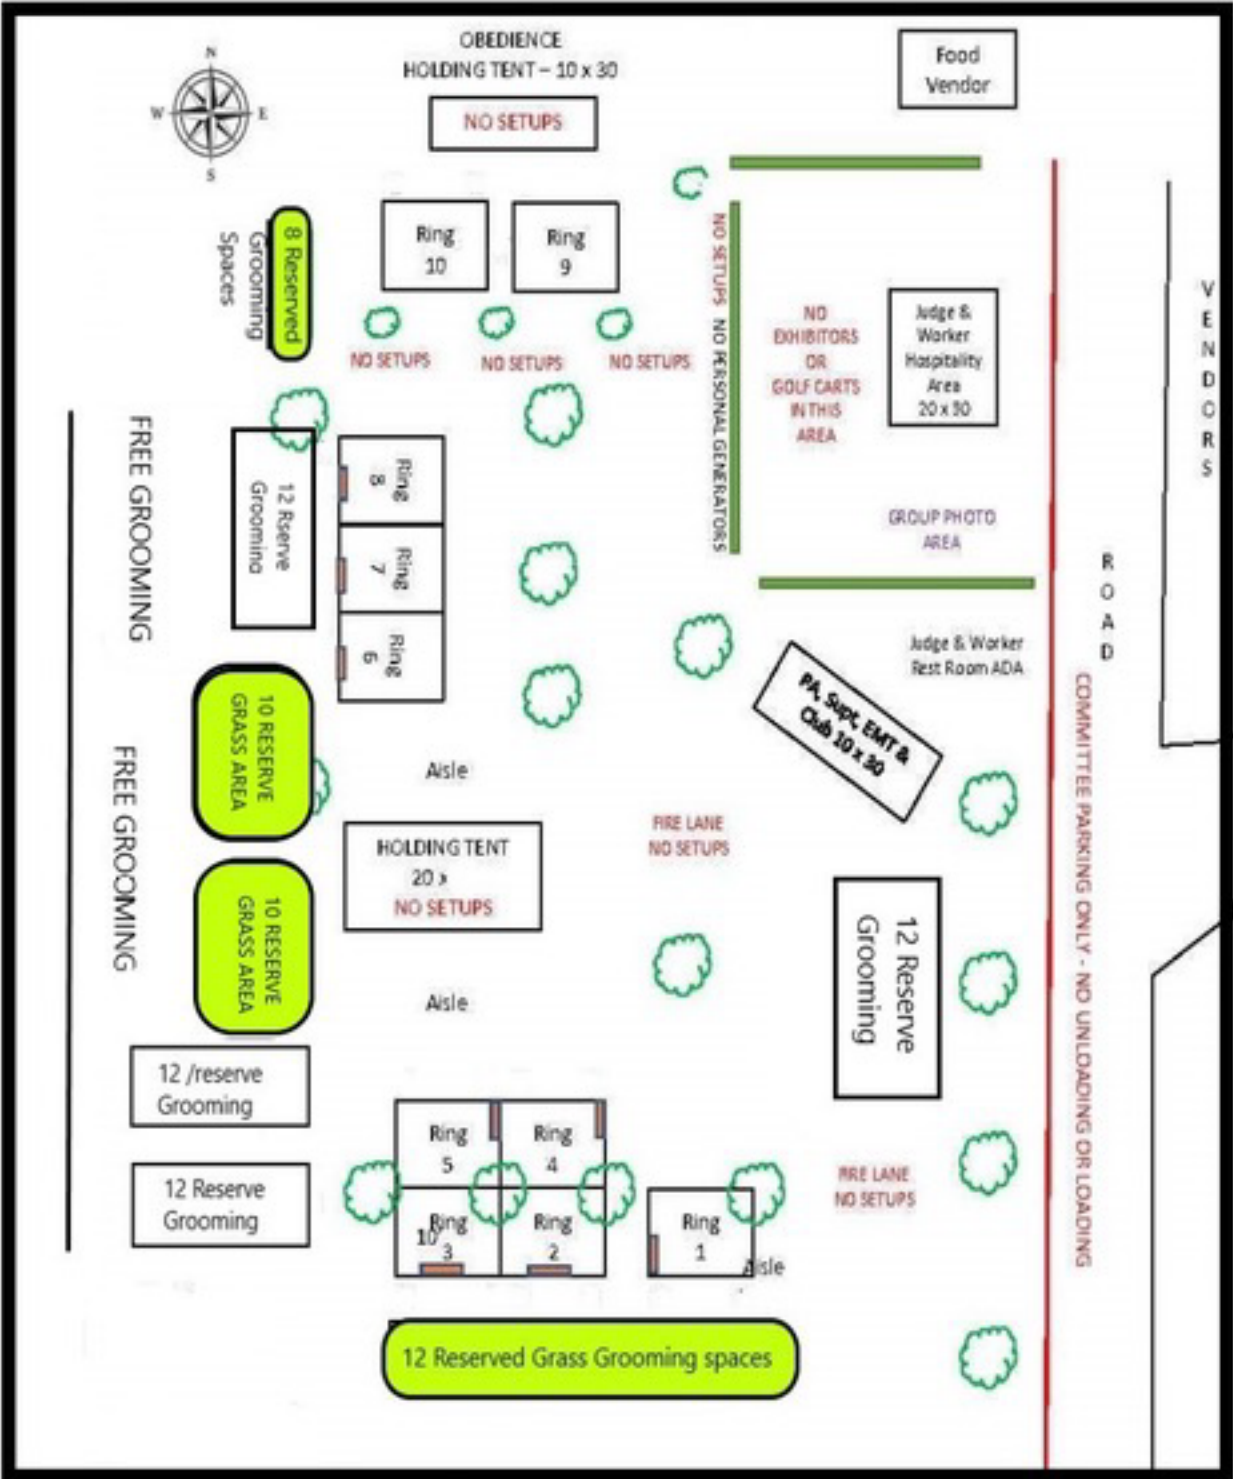 OBEDIENCE
HOLDING TENT – 10 x 30
NO SETUPS
Food
Vendor
N
W
E
S
8 Reserved
Grooming
Spaces
Ring
10
Ring
9
NO SETUPS
NO SETUPS
NO SETUPS
NO SETUPS NO PERSONAL GENERATORS
NO
EXHIBITORS
OR
GOLF CARTS
IN THIS
AREA
Judge &
Worker
Hospitality
Area
20 x 30
GROUP PHOTO
AREA
VENDORS
ROAD
FREE GROOMING
12 Rserve
Grooming
Ring
8
Ring
7
Ring
6
Judge & Worker
Rest Room ADA
PA, Supt, EMT &
Club 10 x 30
10 RESERVE
GRASS AREA
FREE GROOMING
Aisle
FIRE LANE
NO SETUPS
HOLDING TENT
20 x
NO SETUPS
10 RESERVE
GRASS AREA
12 Reserve
Grooming
COMMITTEE PARKING ONLY - NO UNLOADING OR LOADING
Aisle
12 /reserve
Grooming
12 Reserve
Grooming
Ring
5
Ring
4
Ring
10
3
Ring
2
Ring
1
Aisle
FIRE LANE
NO SETUPS
12 Reserved Grass Grooming spaces